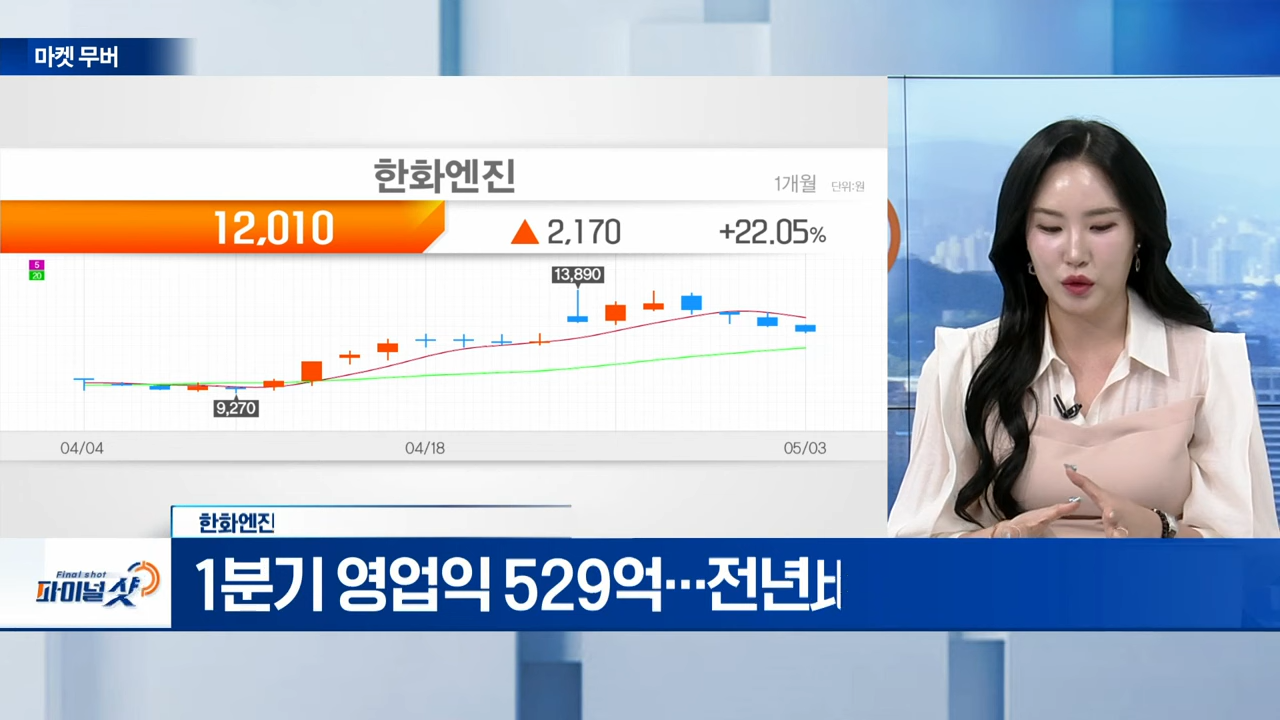 마켓 무버
한화엔진
1개월 단위:원
12,010 ▲ 2,170 +22.05%
5
20
13,890
9,270
04/04 04/18 05/03
한화엔진
Final shot
파이널샷
1분기 영업익 529억…전년比